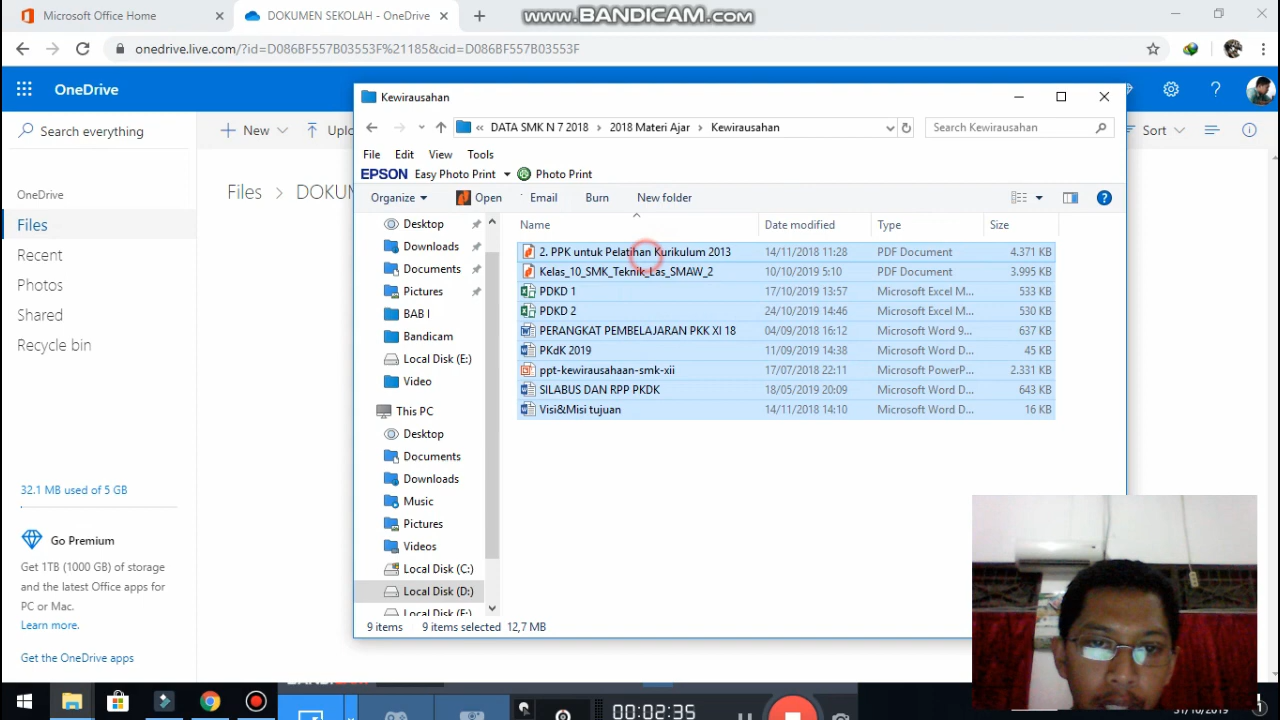 Microsoft Office Home
DOKUMEN SEKOLAH - OneDrive
www.BANDICAM.com
onedrive.live.com/?id=D086BF557B03553F%21185&cid=D086BF557B03553F
OneDrive
Search everything
New
Uplo
Sort
OneDrive
Files
Recent
Photos
Shared
Recycle bin
32.1 MB used of 5 GB
Go Premium
Get 1TB (1000 GB) of storage
and the latest Office apps for
PC or Mac.
Learn more.
Get the OneDrive apps
Files > DOKUM
Kewirausahan
« DATA SMK N 7 2018 > 2018 Materi Ajar > Kewirausahan
Search Kewirausahan
File Edit View Tools
EPSON Easy Photo Print Photo Print
Organize Open Email Burn New folder
Desktop
Downloads
Documents
Pictures
BAB I
Bandicam
Local Disk (E:)
Video
This PC
Desktop
Documents
Downloads
Music
Pictures
Videos
Local Disk (C:)
Local Disk (D:)
Local Disk (E:)
Name Date modified Type Size
2. PPK untuk Pelatihan Kurikulum 2013 14/11/2018 11:28 PDF Document 4.371 KB
Kelas_10_SMK_Teknik_Las_SMAW_2 10/10/2019 5:10 PDF Document 3.995 KB
PDKD 1 17/10/2019 13:57 Microsoft Excel M... 533 KB
PDKD 2 24/10/2019 14:46 Microsoft Excel M... 530 KB
PERANGKAT PEMBELAJARAN PKK XI 18 04/09/2018 16:12 Microsoft Word 9... 637 KB
PKdK 2019 11/09/2019 14:38 Microsoft Word D... 45 KB
ppt-kewirausahaan-smk-xii 17/07/2018 22:11 Microsoft PowerP... 2.331 KB
SILABUS DAN RPP PKDK 18/05/2019 20:09 Microsoft Word D... 643 KB
Visi&Misi tujuan 14/11/2018 14:10 Microsoft Word D... 16 KB
9 items 9 items selected 12,7 MB
00:02:35
31/10/2019